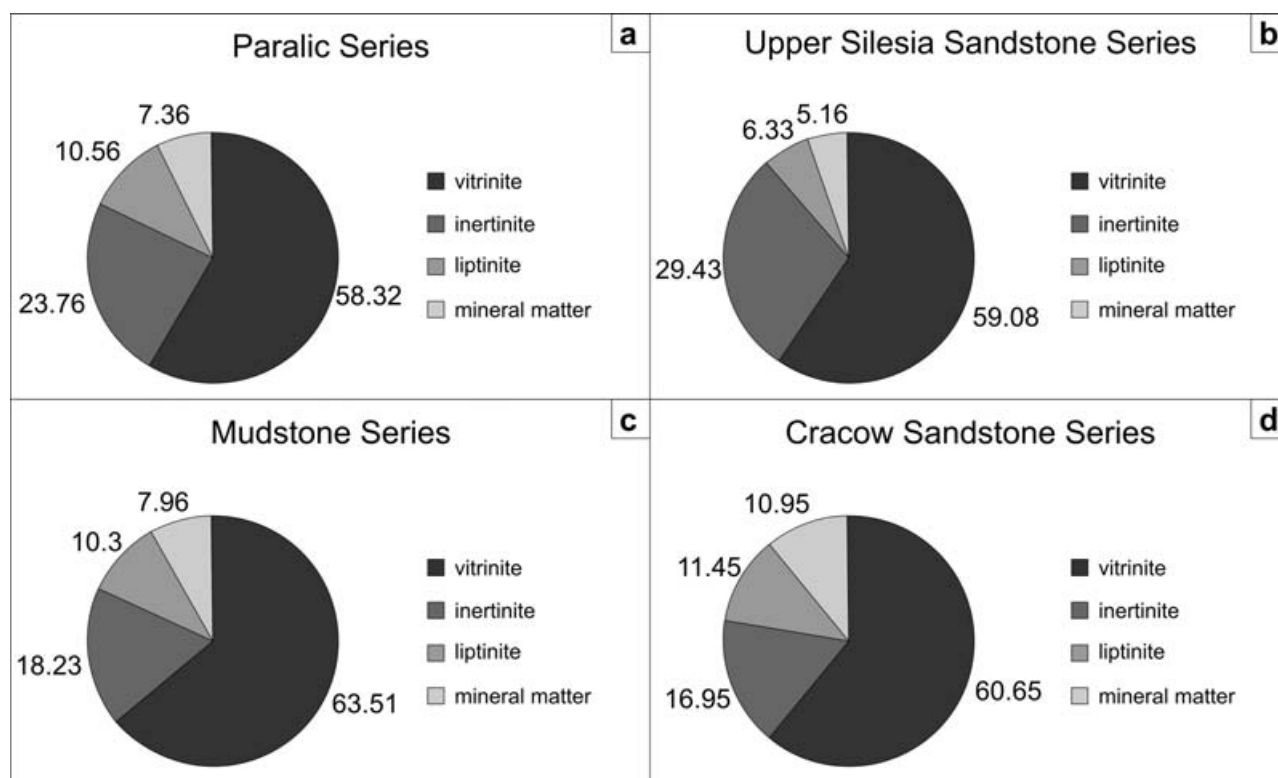 a
Paralic Series
7.36
10.56
23.76
58.32
vitrinite
inertinite
liptinite
mineral matter
b
Upper Silesia Sandstone Series
5.16
6.33
29.43
59.08
vitrinite
inertinite
liptinite
mineral matter
c
Mudstone Series
7.96
10.3
18.23
63.51
vitrinite
inertinite
liptinite
mineral matter
d
Cracow Sandstone Series
10.95
11.45
16.95
60.65
vitrinite
inertinite
liptinite
mineral matter